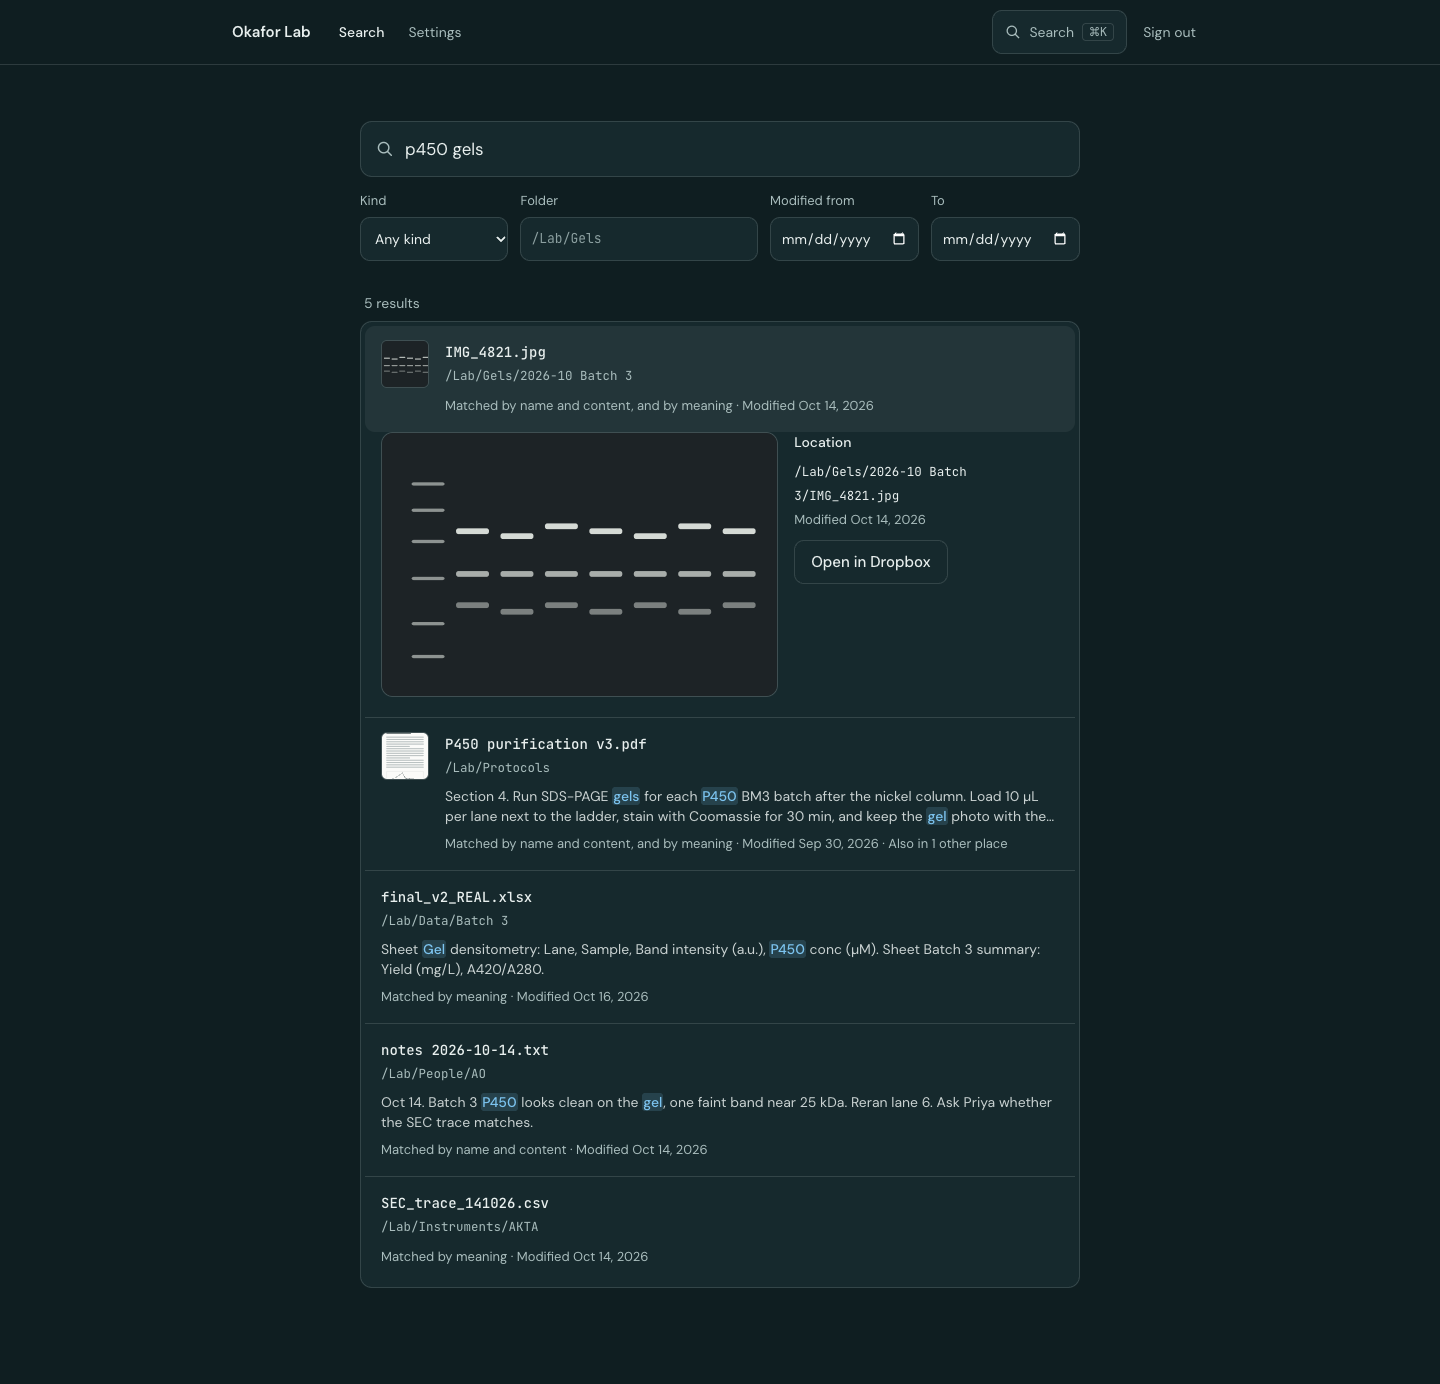 Okafor Lab
Search
Settings
Search ⌘K
Sign out
p450 gels
Kind
Folder
Modified from
To
Any kind
/Lab/Gels
mm/dd/yyyy
mm/dd/yyyy
5 results
IMG_4821.jpg
/Lab/Gels/2026-10 Batch 3
Matched by name and content, and by meaning · Modified Oct 14, 2026
Location
/Lab/Gels/2026-10 Batch
3/IMG_4821.jpg
Modified Oct 14, 2026
Open in Dropbox
P450 purification v3.pdf
/Lab/Protocols
Section 4. Run SDS-PAGE gels for each P450 BM3 batch after the nickel column. Load 10 µL
per lane next to the ladder, stain with Coomassie for 30 min, and keep the gel photo with the…
Matched by name and content, and by meaning · Modified Sep 30, 2026 · Also in 1 other place
final_v2_REAL.xlsx
/Lab/Data/Batch 3
Sheet Gel densitometry: Lane, Sample, Band intensity (a.u.), P450 conc (µM). Sheet Batch 3 summary:
Yield (mg/L), A420/A280.
Matched by meaning · Modified Oct 16, 2026
notes 2026-10-14.txt
/Lab/People/AO
Oct 14. Batch 3 P450 looks clean on the gel, one faint band near 25 kDa. Reran lane 6. Ask Priya whether
the SEC trace matches.
Matched by name and content · Modified Oct 14, 2026
SEC_trace_141026.csv
/Lab/Instruments/AKTA
Matched by meaning · Modified Oct 14, 2026